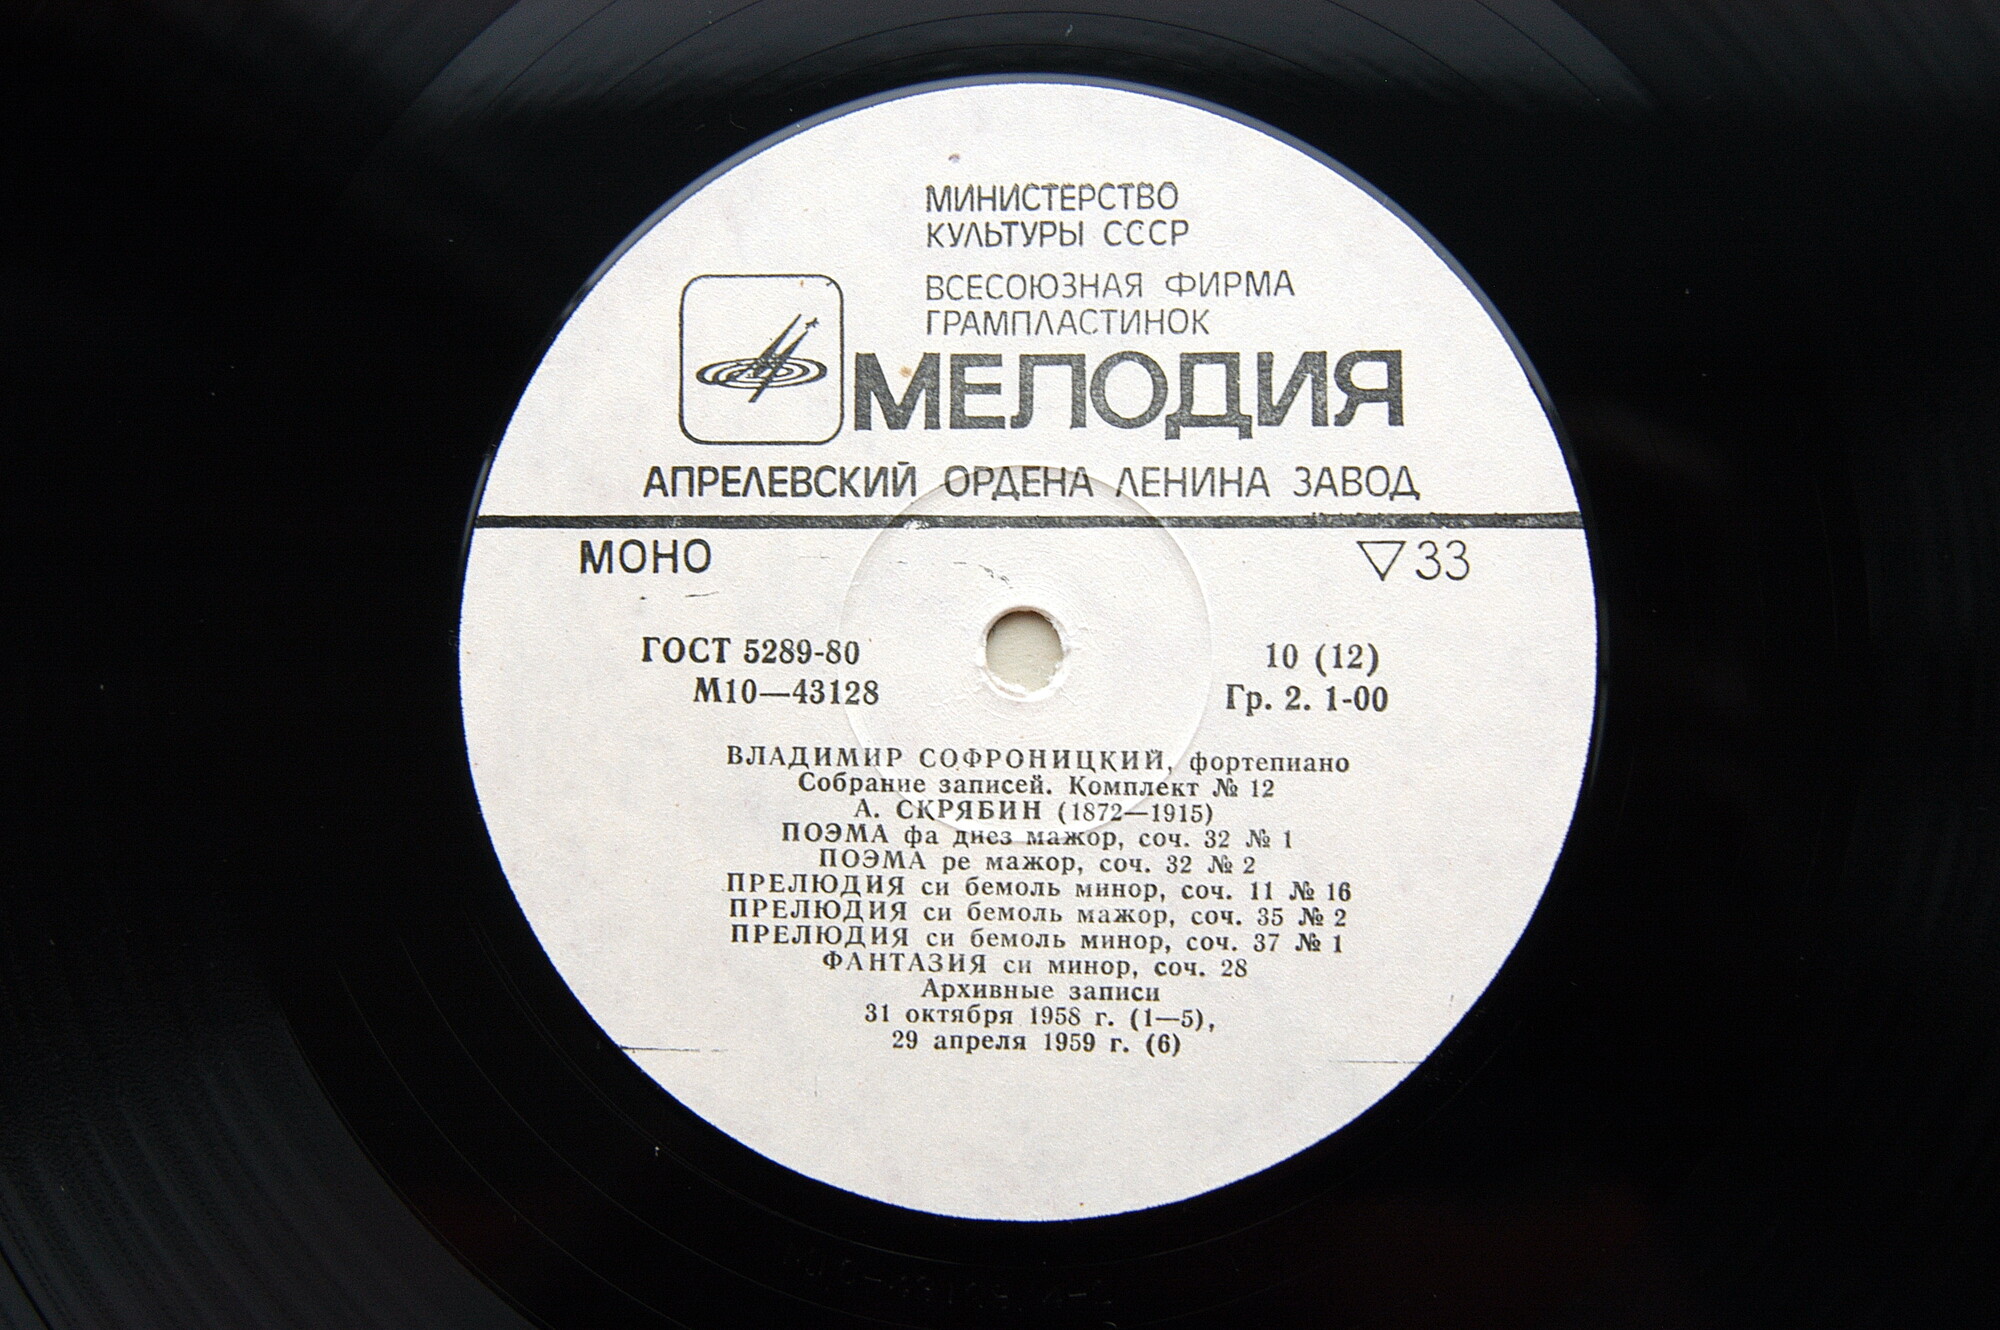 МИНИСТЕРСТВО
КУЛЬТУРЫ СССР
ВСЕСОЮЗНАЯ ФИРМА
ГРАМПЛАСТИНОК
МЕЛОДИЯ
АПРЕЛЕВСКИЙ ОРДЕНА ЛЕНИНА ЗАВОД
МОНО ▽33
ГОСТ 5289-80 10 (12)
М10—43128 Гр. 2. 1-00
ВЛАДИМИР СОФРОНИЦКИЙ, фортепиано
Собрание записей. Комплект № 12
А. СКРЯБИН (1872—1915)
ПОЭМА фа диез мажор, соч. 32 № 1
ПОЭМА ре мажор, соч. 32 № 2
ПРЕЛЮДИЯ си бемоль минор, соч. 11 № 16
ПРЕЛЮДИЯ си бемоль мажор, соч. 35 № 2
ПРЕЛЮДИЯ си бемоль минор, соч. 37 № 1
ФАНТАЗИЯ си минор, соч. 28
Архивные записи
31 октября 1958 г. (1—5),
29 апреля 1959 г. (6)